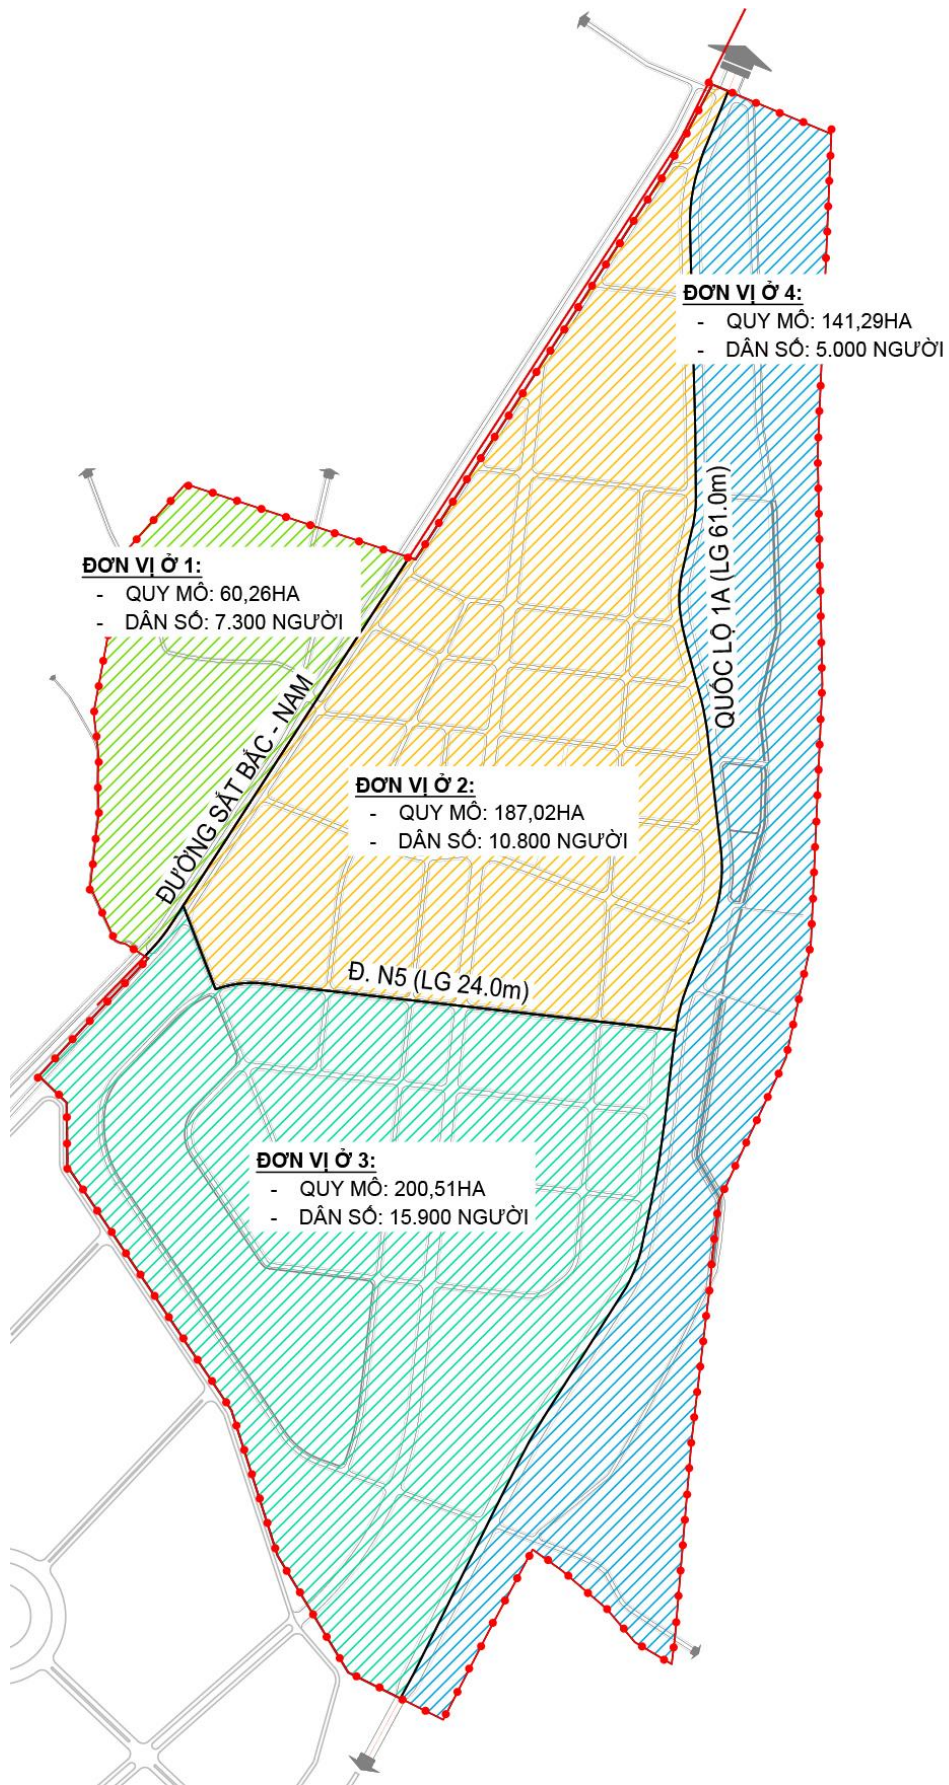 ĐƠN VỊ Ở 4:
- QUY MÔ: 141,29HA
- DÂN SỐ: 5.000 NGƯỜI
QUỐC LỘ 1A (LG 61.0m)
ĐƠN VỊ Ở 1:
- QUY MÔ: 60,26HA
- DÂN SỐ: 7.300 NGƯỜI
ĐƯỜNG SẮT BẮC - NAM
ĐƠN VỊ Ở 2:
- QUY MÔ: 187,02HA
- DÂN SỐ: 10.800 NGƯỜI
Đ. N5 (LG 24.0m)
ĐƠN VỊ Ở 3:
- QUY MÔ: 200,51HA
- DÂN SỐ: 15.900 NGƯỜI